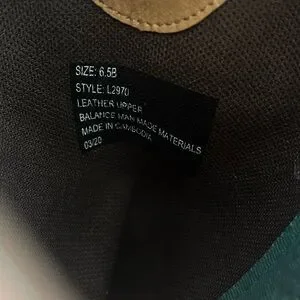 SIZE: 6.5B
STYLE: L2970
LEATHER UPPER
BALANCE MAN MADE MATERIALS
MADE IN CAMBODIA
03/20